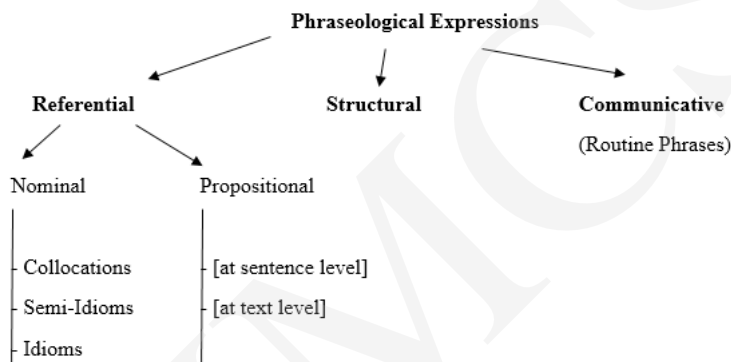 Phraseological Expressions
Referential Structural Communicative
(Routine Phrases)
Nominal Propositional
- Collocations - [at sentence level]
- Semi-Idioms - [at text level]
- Idioms